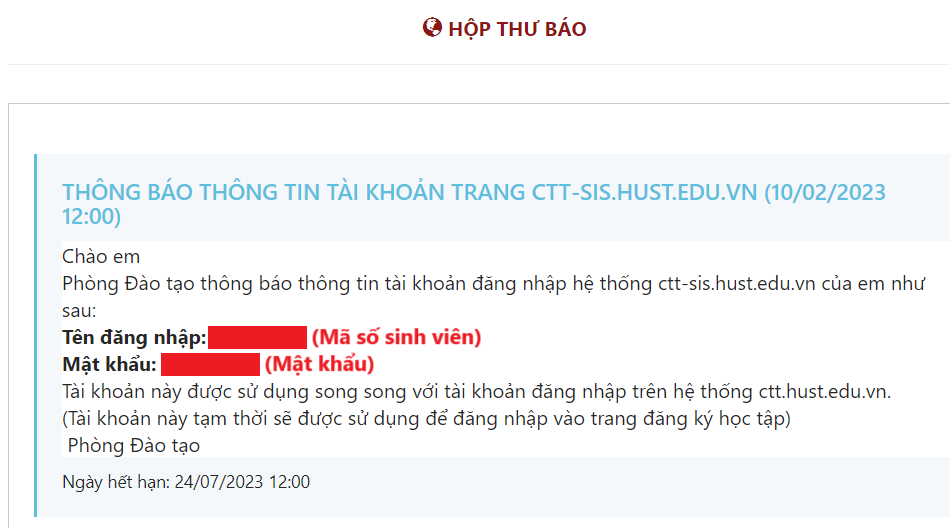 HỘP THƯ BÁO
THÔNG BÁO THÔNG TIN TÀI KHOẢN TRANG CTT-SIS.HUST.EDU.VN (10/02/2023
12:00)
Chào em
Phòng Đào tạo thông báo thông tin tài khoản đăng nhập hệ thống ctt-sis.hust.edu.vn của em như
sau:
Tên đăng nhập: (Mã số sinh viên)
Mật khẩu: (Mật khẩu)
Tài khoản này được sử dụng song song với tài khoản đăng nhập trên hệ thống ctt.hust.edu.vn.
(Tài khoản này tạm thời sẽ được sử dụng để đăng nhập vào trang đăng ký học tập)
Phòng Đào tạo
Ngày hết hạn: 24/07/2023 12:00